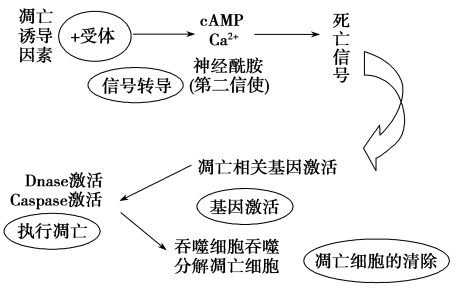 凋亡
诱导
因素
+受体
cAMP
Ca²⁺
神经酰胺
(第二信使)
信号转导
死亡信号
凋亡相关基因激活
基因激活
Dnase激活
Caspase激活
执行凋亡
吞噬细胞吞噬
分解凋亡细胞
凋亡细胞的清除